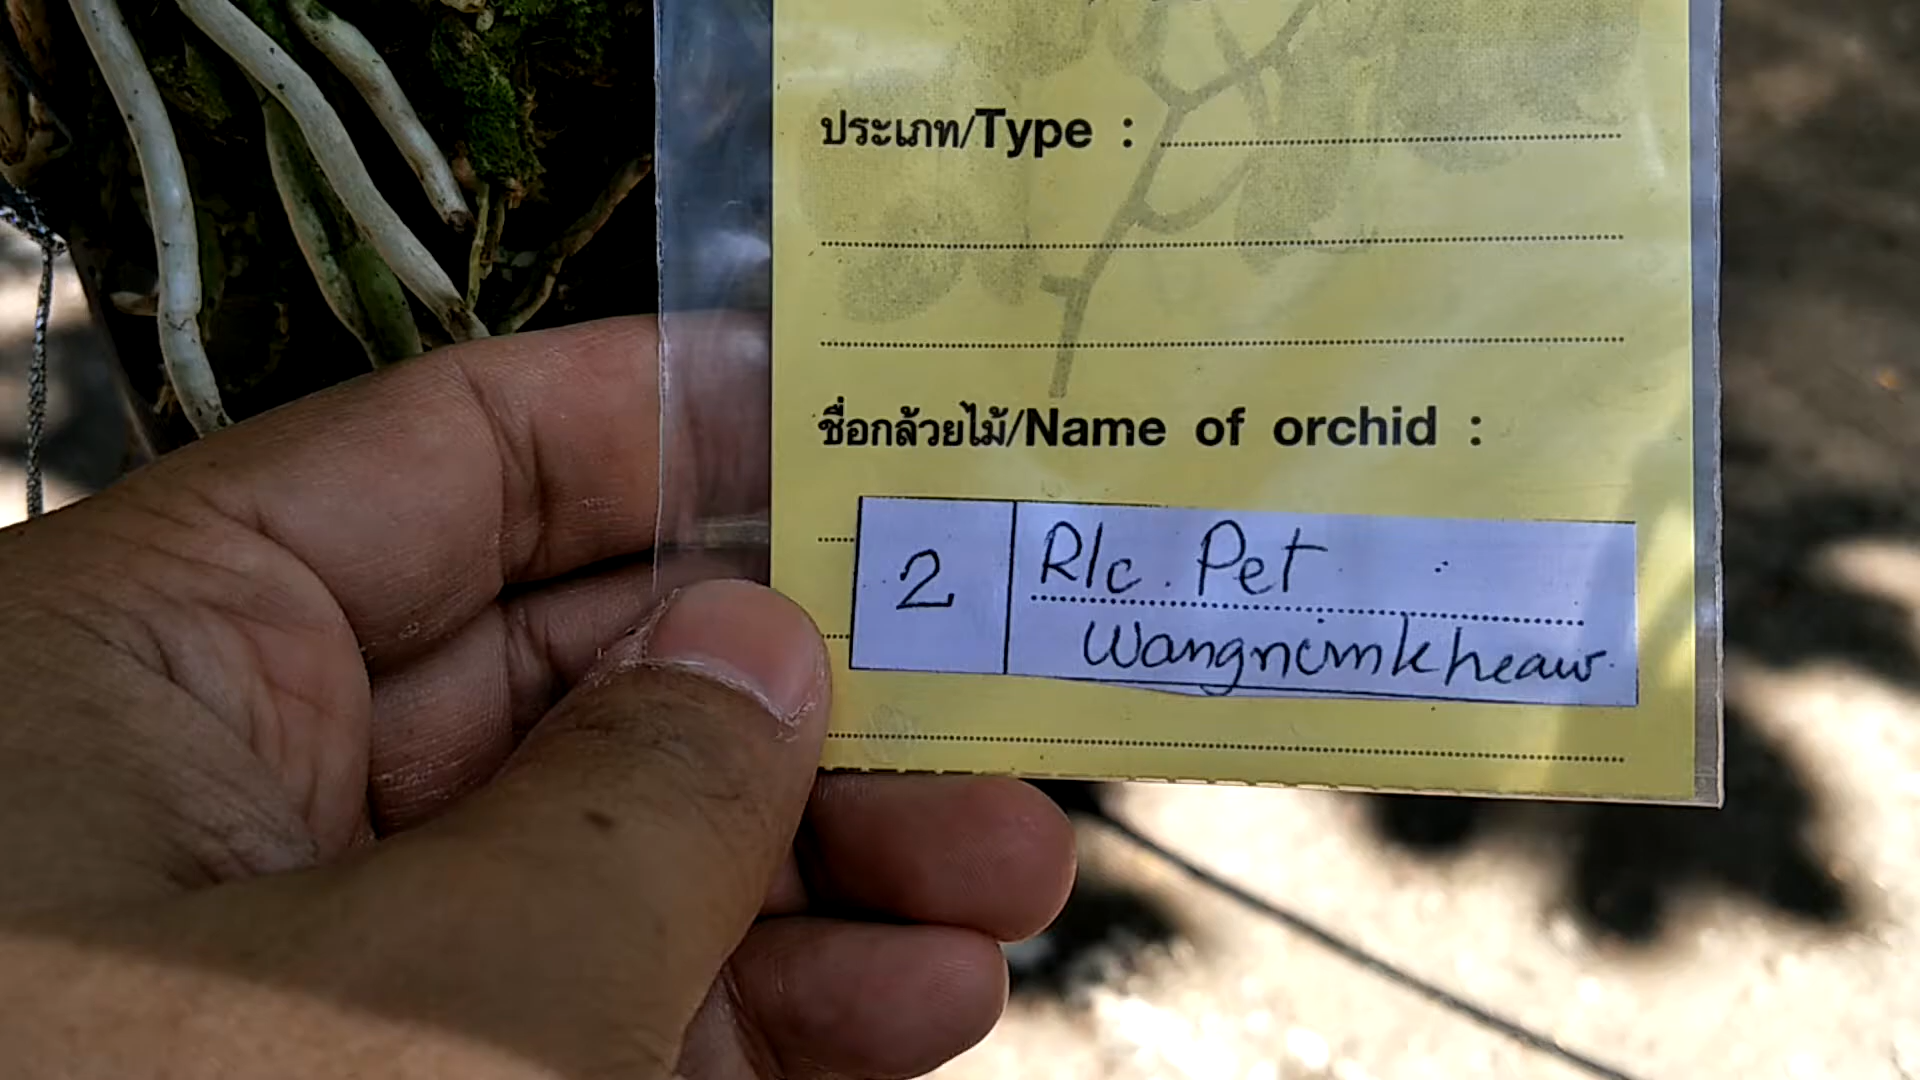 ประเภท/Type :
ชื่อกล้วยไม้/Name of orchid :
2
Rlc. Pet
Wangnimkheaw.